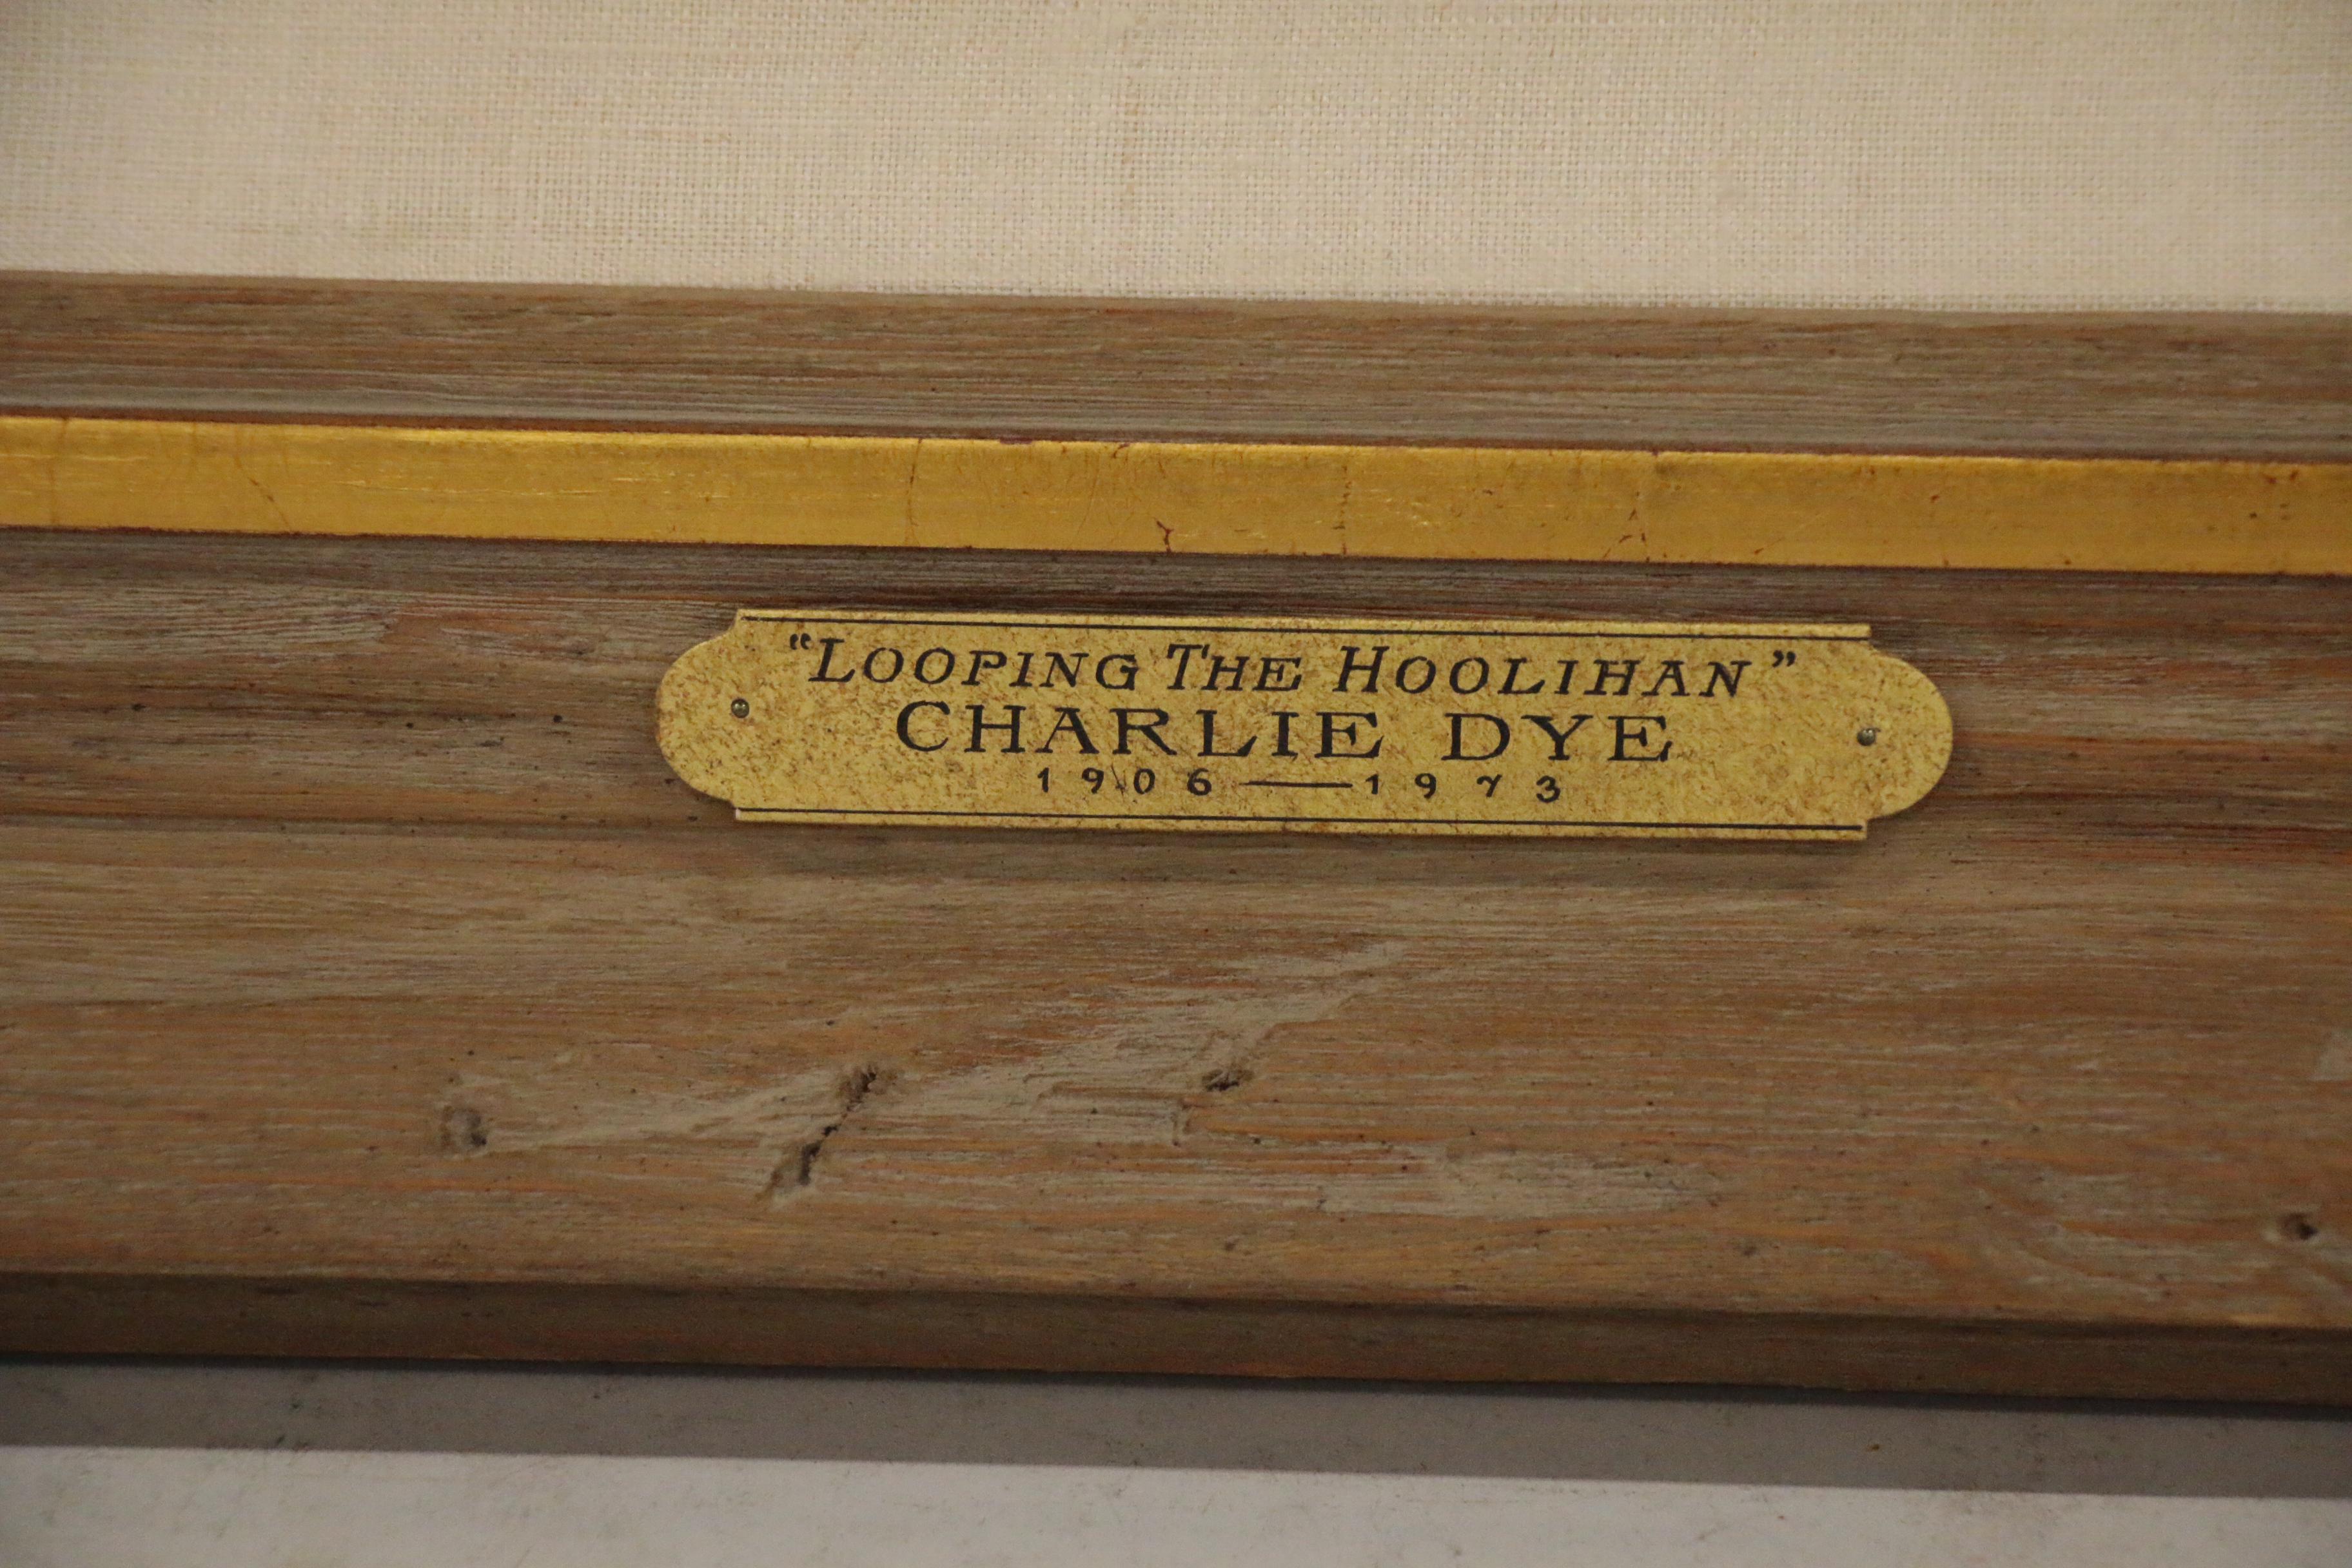 "LOOPING THE HOOLIHAN"
CHARLIE DYE
1906—1973